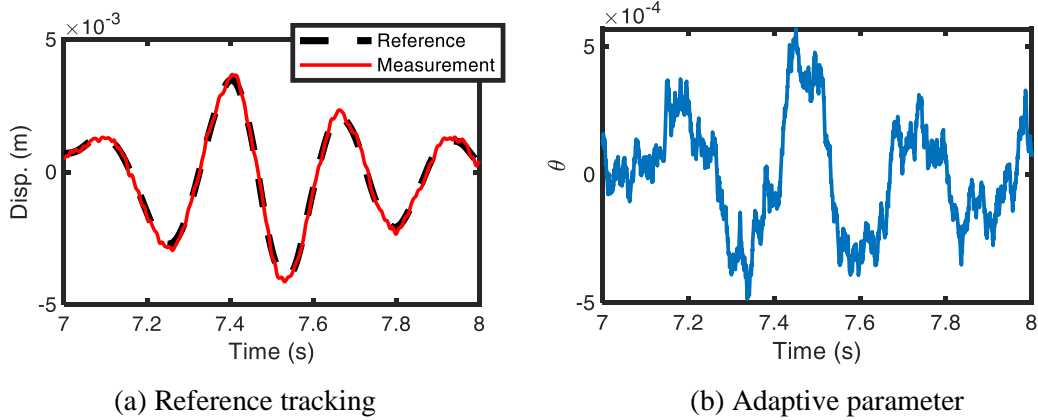 ×10⁻³
5
0
-5
Disp. (m)
Reference
Measurement
7 7.2 7.4 7.6 7.8 8
Time (s)
(a) Reference tracking
×10⁻⁴
5
0
-5
θ
7 7.2 7.4 7.6 7.8 8
Time (s)
(b) Adaptive parameter